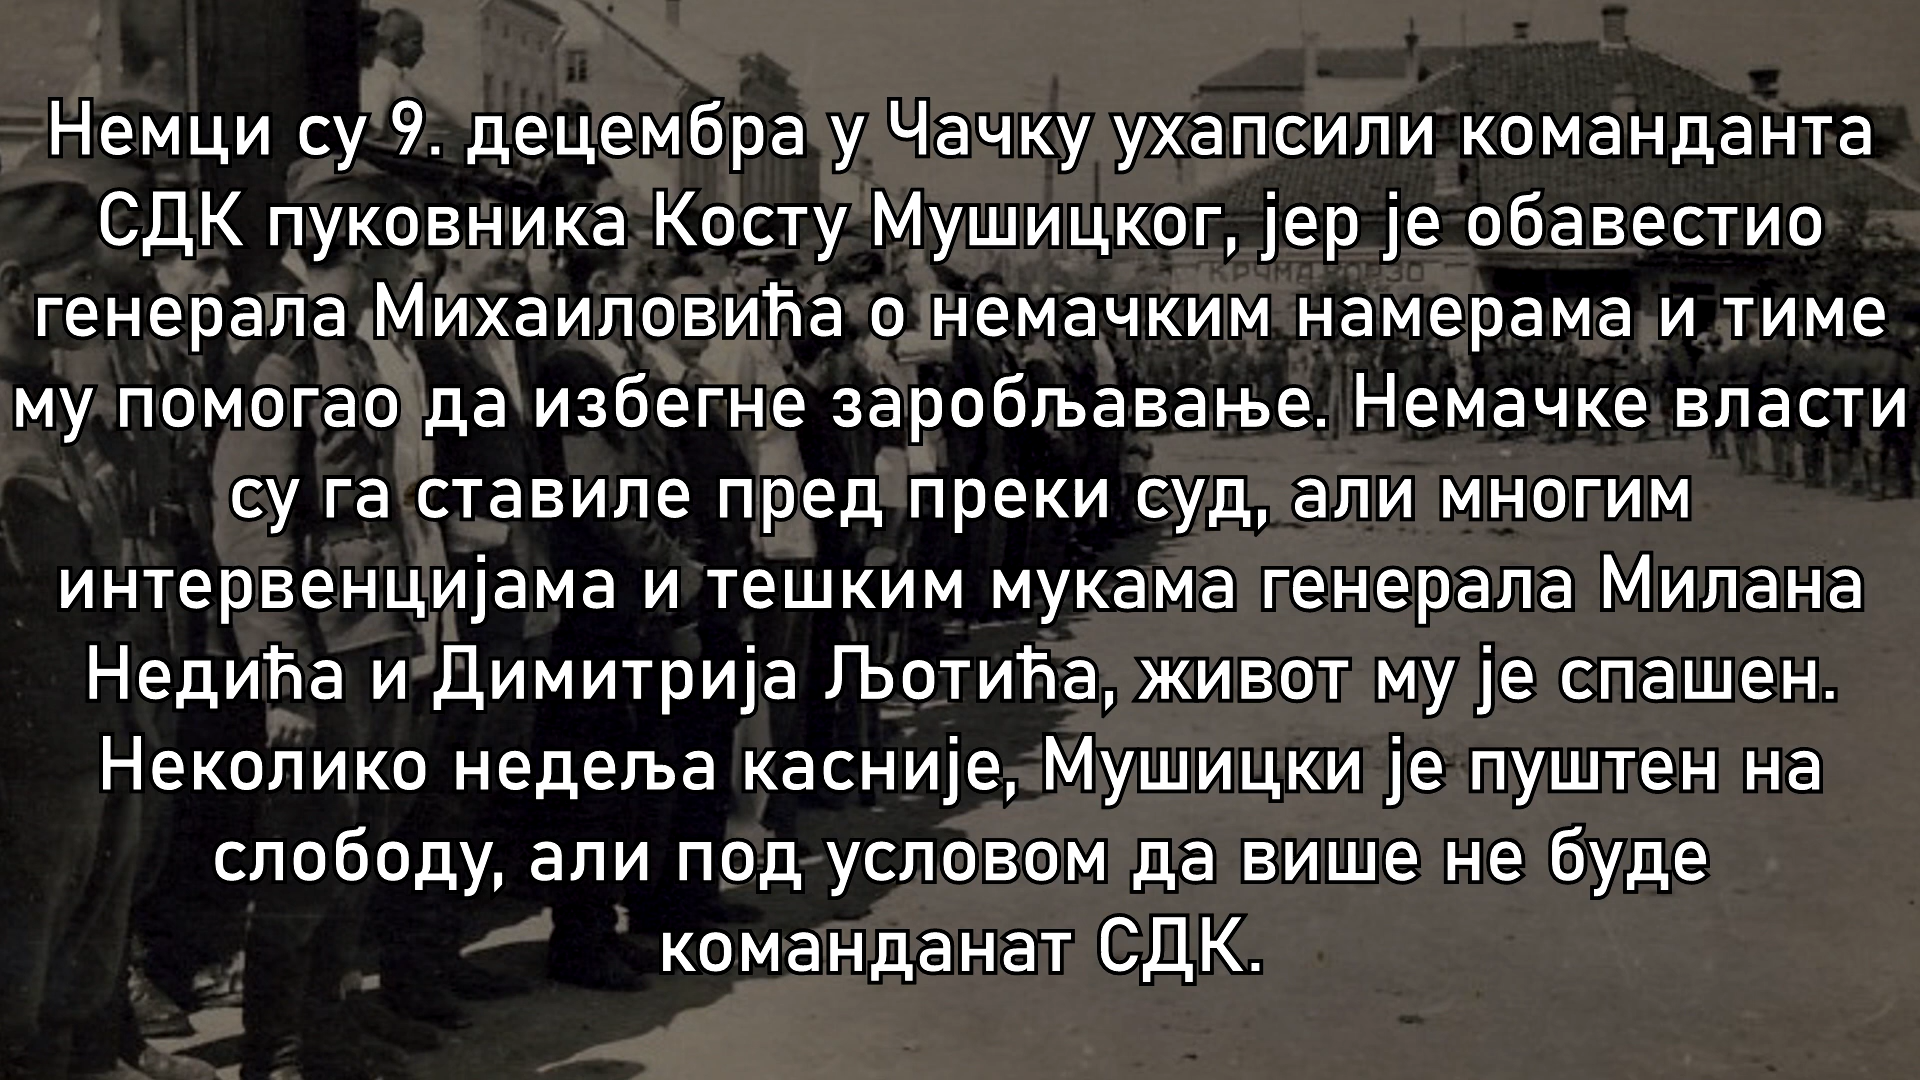 Немци су 9. децембра у Чачку ухапсили команданта
СДК пуковника Косту Мушицког, јер је обавестио
КРЧМА КОРЗО
генерала Михаиловића о немачким намерама и тиме
му помогао да избегне заробљавање. Немачке власти
су га ставиле пред преки суд, али многим
интервенцијама и тешким мукама генерала Милана
Недића и Димитрија Љотића, живот му је спашен.
Неколико недеља касније, Мушицки је пуштен на
слободу, али под условом да више не буде
команданат СДК.